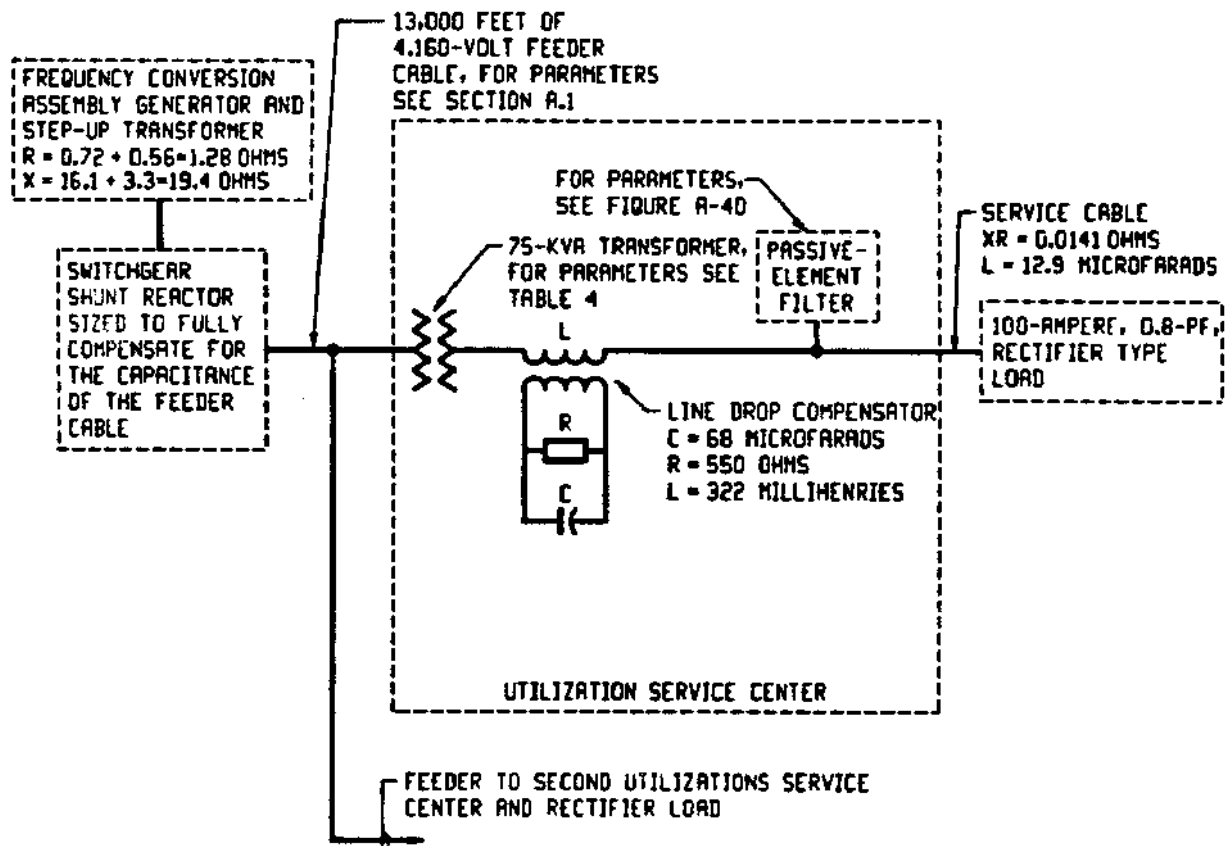 13,000 FEET OF
4.160-VOLT FEEDER
CABLE, FOR PARAMETERS
SEE SECTION A.1
FREQUENCY CONVERSION
ASSEMBLY GENERATOR AND
STEP-UP TRANSFORMER
R = 0.72 + 0.56=1.28 OHMS
X = 16.1 + 3.3=19.4 OHMS
FOR PARAMETERS,
SEE FIQURE A-4D
SERVICE CABLE
XR = 0.0141 OHMS
L = 12.9 MICROFARADS
75-KVA TRANSFORMER,
FOR PARAMETERS SEE
TABLE 4
PASSIVE-
ELEMENT
FILTER
SWITCHGEAR
SHUNT REACTOR
SIZED TO FULLY
COMPENSATE FOR
THE CAPACITANCE
OF THE FEEDER
CABLE
100-AMPERE, 0.8-PF,
RECTIFIER TYPE
LOAD
L
R
C
LINE DROP COMPENSATOR
C = 68 MICROFARADS
R = 550 OHMS
L = 322 MILLIHENRIES
UTILIZATION SERVICE CENTER
FEEDER TO SECOND UTILIZATIONS SERVICE
CENTER AND RECTIFIER LOAD